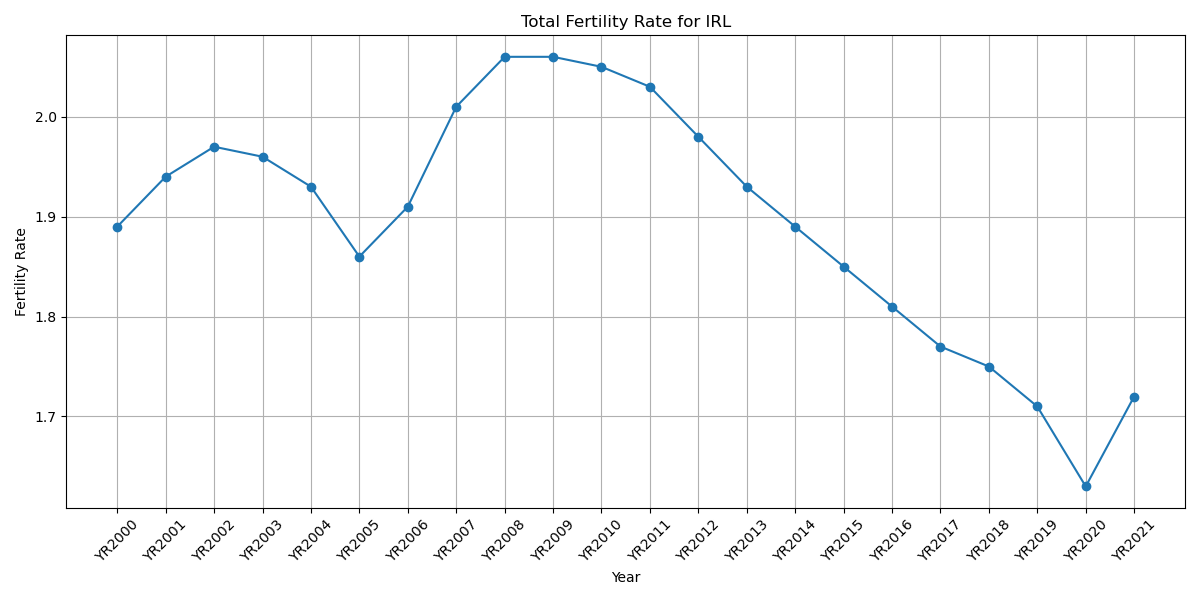 Total Fertility Rate for IRL
Fertility Rate
2.0
1.9
1.8
1.7
YR2000
YR2001
YR2002
YR2003
YR2004
YR2005
YR2006
YR2007
YR2008
YR2009
YR2010
YR2011
YR2012
YR2013
YR2014
YR2015
YR2016
YR2017
YR2018
YR2019
YR2020
YR2021
Year